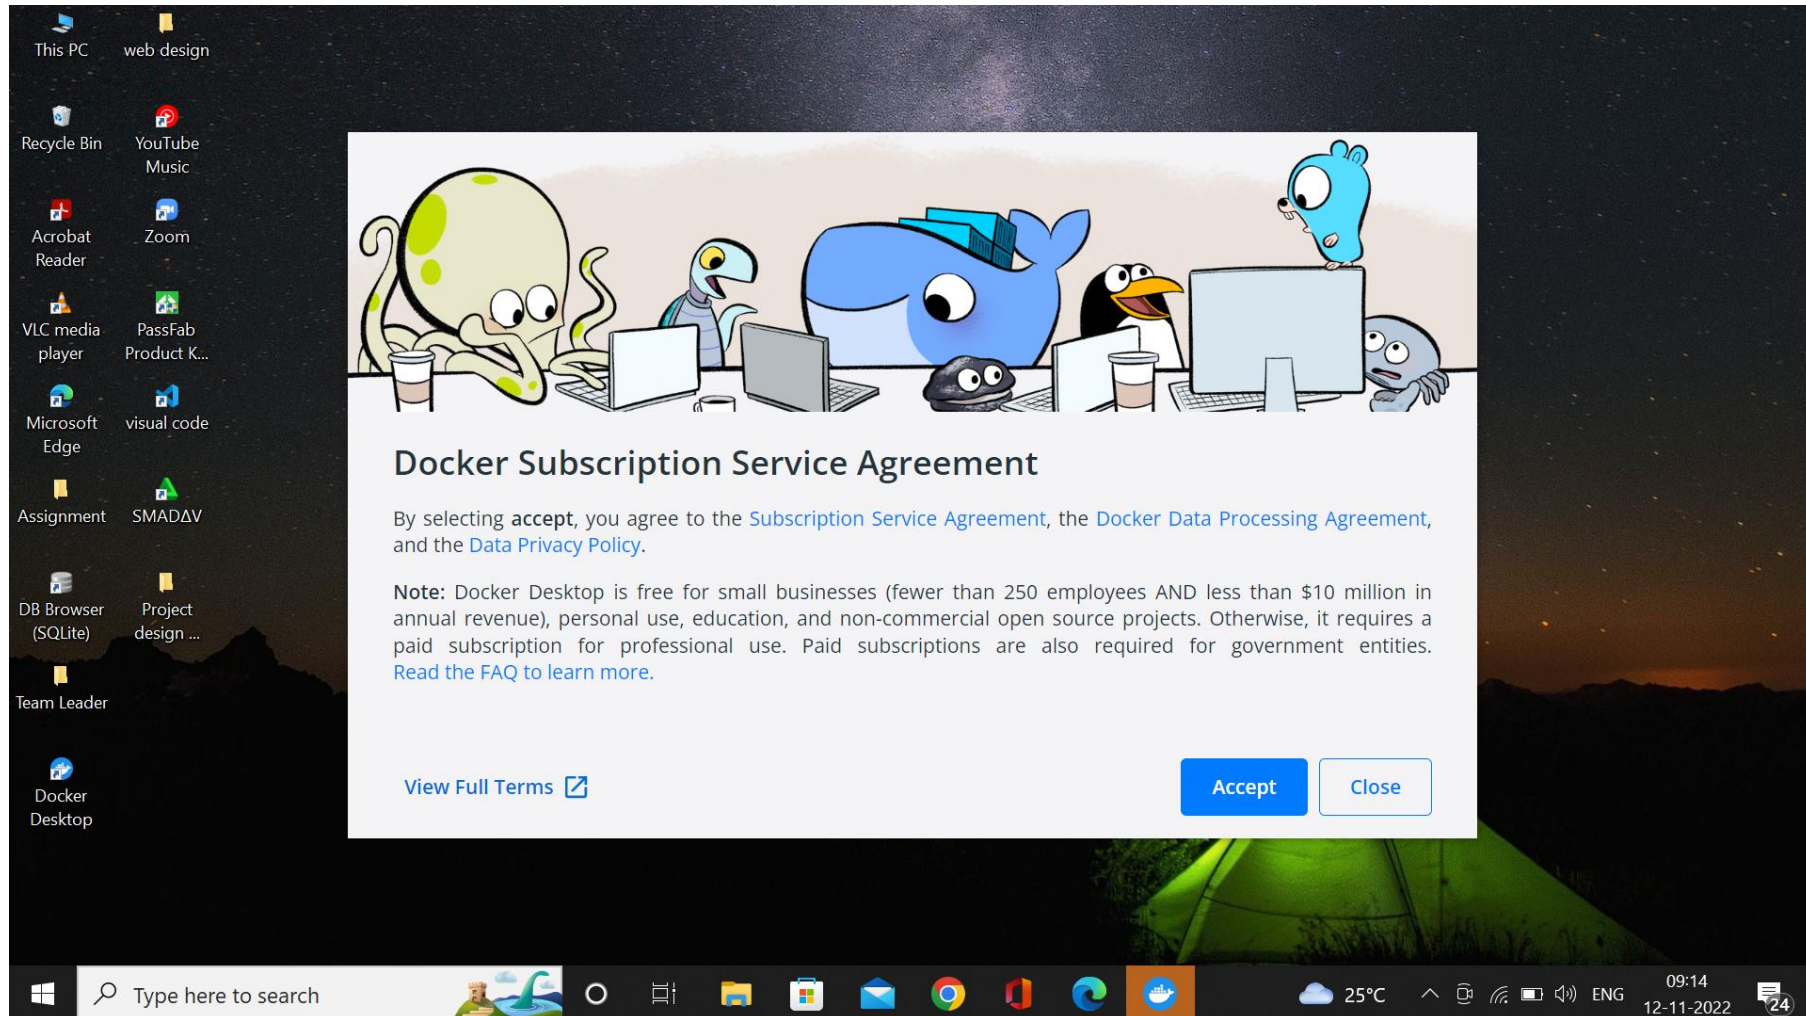 This PC
web design
Recycle Bin
YouTube
Music
Acrobat
Reader
Zoom
VLC media
player
PassFab
Product K...
Microsoft
Edge
visual code
Assignment
SMADΔV
DB Browser
(SQLite)
Project
design ...
Team Leader
Docker
Desktop
Docker Subscription Service Agreement
By selecting accept, you agree to the Subscription Service Agreement, the Docker Data Processing Agreement,
and the Data Privacy Policy.
Note: Docker Desktop is free for small businesses (fewer than 250 employees AND less than $10 million in
annual revenue), personal use, education, and non-commercial open source projects. Otherwise, it requires a
paid subscription for professional use. Paid subscriptions are also required for government entities.
Read the FAQ to learn more.
View Full Terms
Accept
Close
Type here to search
25°C
ENG
09:14
12-11-2022
24